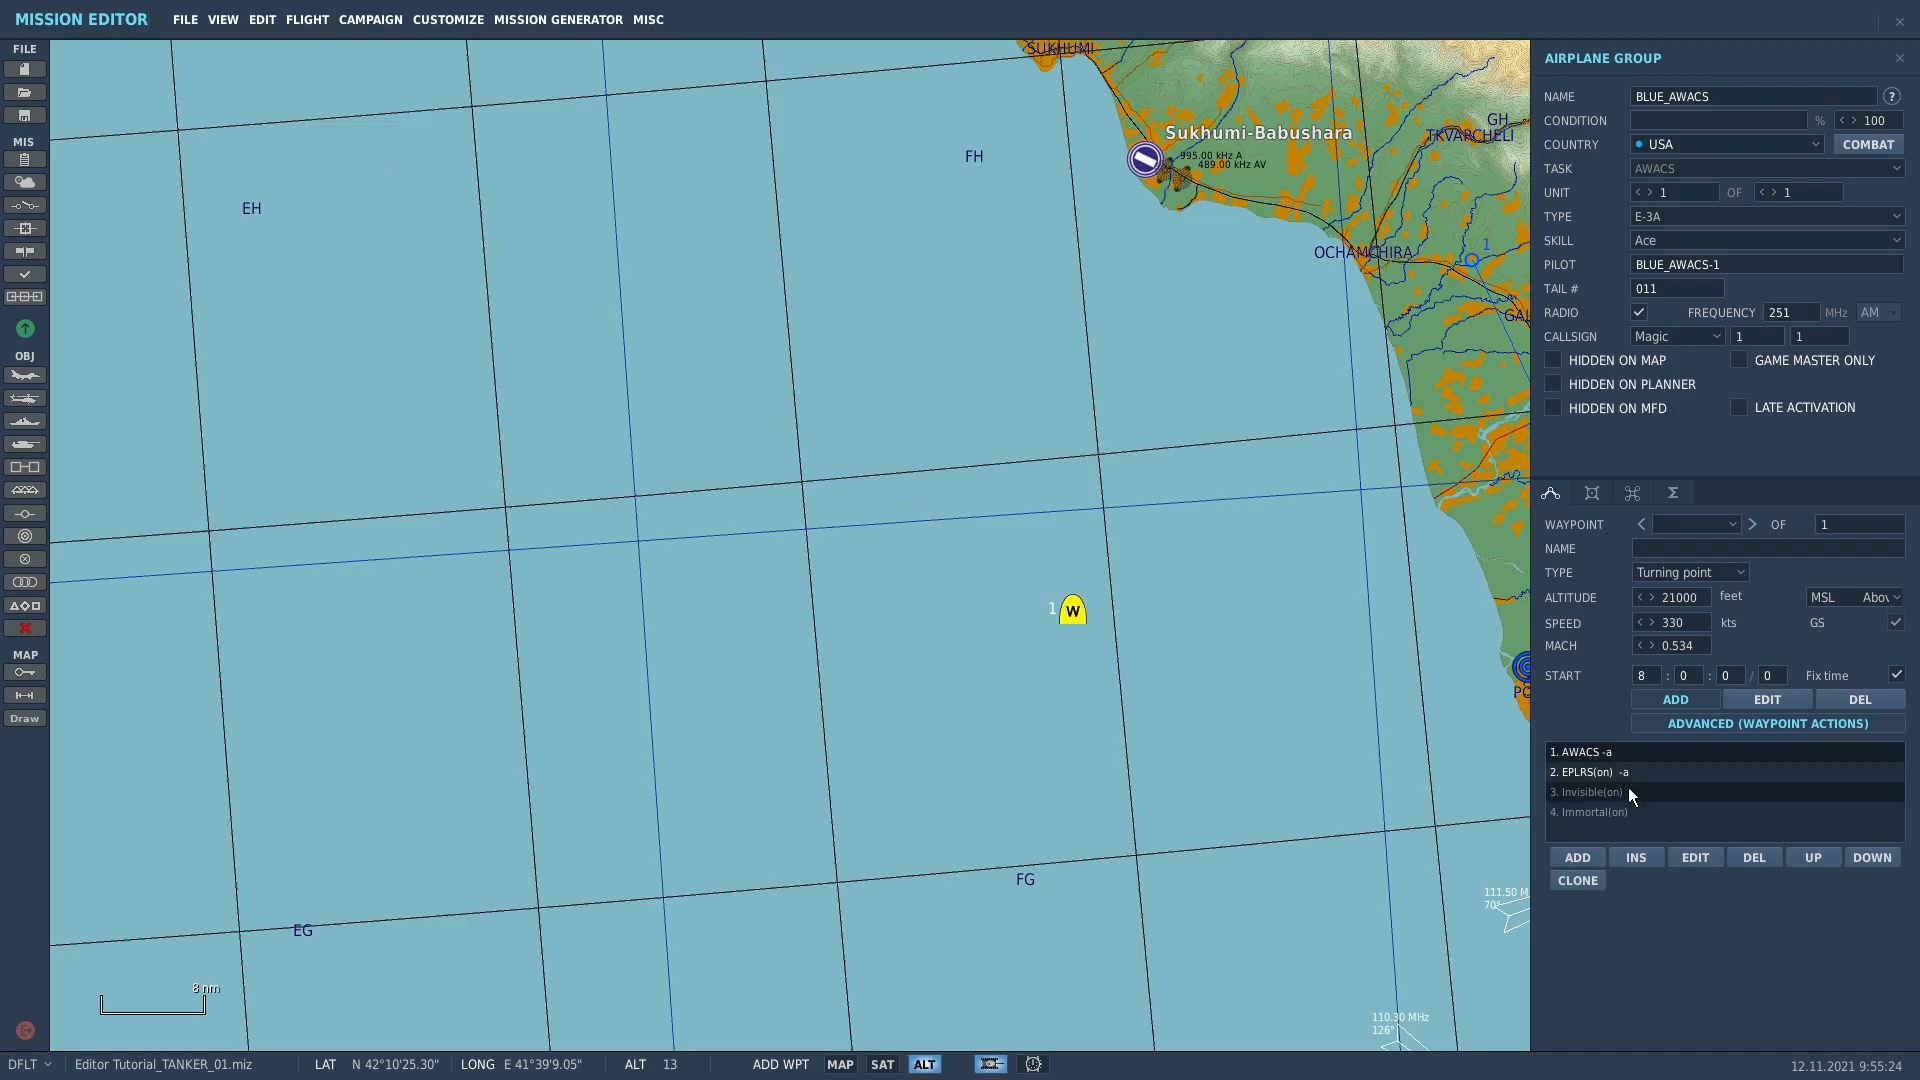 MISSION EDITOR
FILE VIEW EDIT FLIGHT CAMPAIGN CUSTOMIZE MISSION GENERATOR MISC
FILE
MIS
OBJ
MAP
Draw
SUKHUMI
Sukhumi-Babushara
995.00 kHz A
489.00 kHz AV
GH
TKVARCHELI
FH
EH
OCHAMCHIRA
1
GAL
1 W
PO
FG
EG
111.50 M
70°
110.30 MHz
126°
8 nm
AIRPLANE GROUP
NAME BLUE_AWACS ?
CONDITION % < > 100
COUNTRY USA COMBAT
TASK AWACS
UNIT < > 1 OF < > 1
TYPE E-3A
SKILL Ace
PILOT BLUE_AWACS-1
TAIL # 011
RADIO FREQUENCY 251 MHz AM
CALLSIGN Magic 1 1
HIDDEN ON MAP GAME MASTER ONLY
HIDDEN ON PLANNER
HIDDEN ON MFD LATE ACTIVATION
Σ
WAYPOINT < > OF 1
NAME
TYPE Turning point
ALTITUDE < > 21000 feet MSL Abov
SPEED < > 330 kts GS
MACH < > 0.534
START 8 : 0 : 0 / 0 Fix time
ADD EDIT DEL
ADVANCED (WAYPOINT ACTIONS)
1. AWACS -a
2. EPLRS(on) -a
3. Invisible(on)
4. Immortal(on)
ADD INS EDIT DEL UP DOWN
CLONE
DFLT Editor Tutorial_TANKER_01.miz LAT N 42°10'25.30" LONG E 41°39'9.05" ALT 13 ADD WPT MAP SAT ALT 12.11.2021 9:55:24